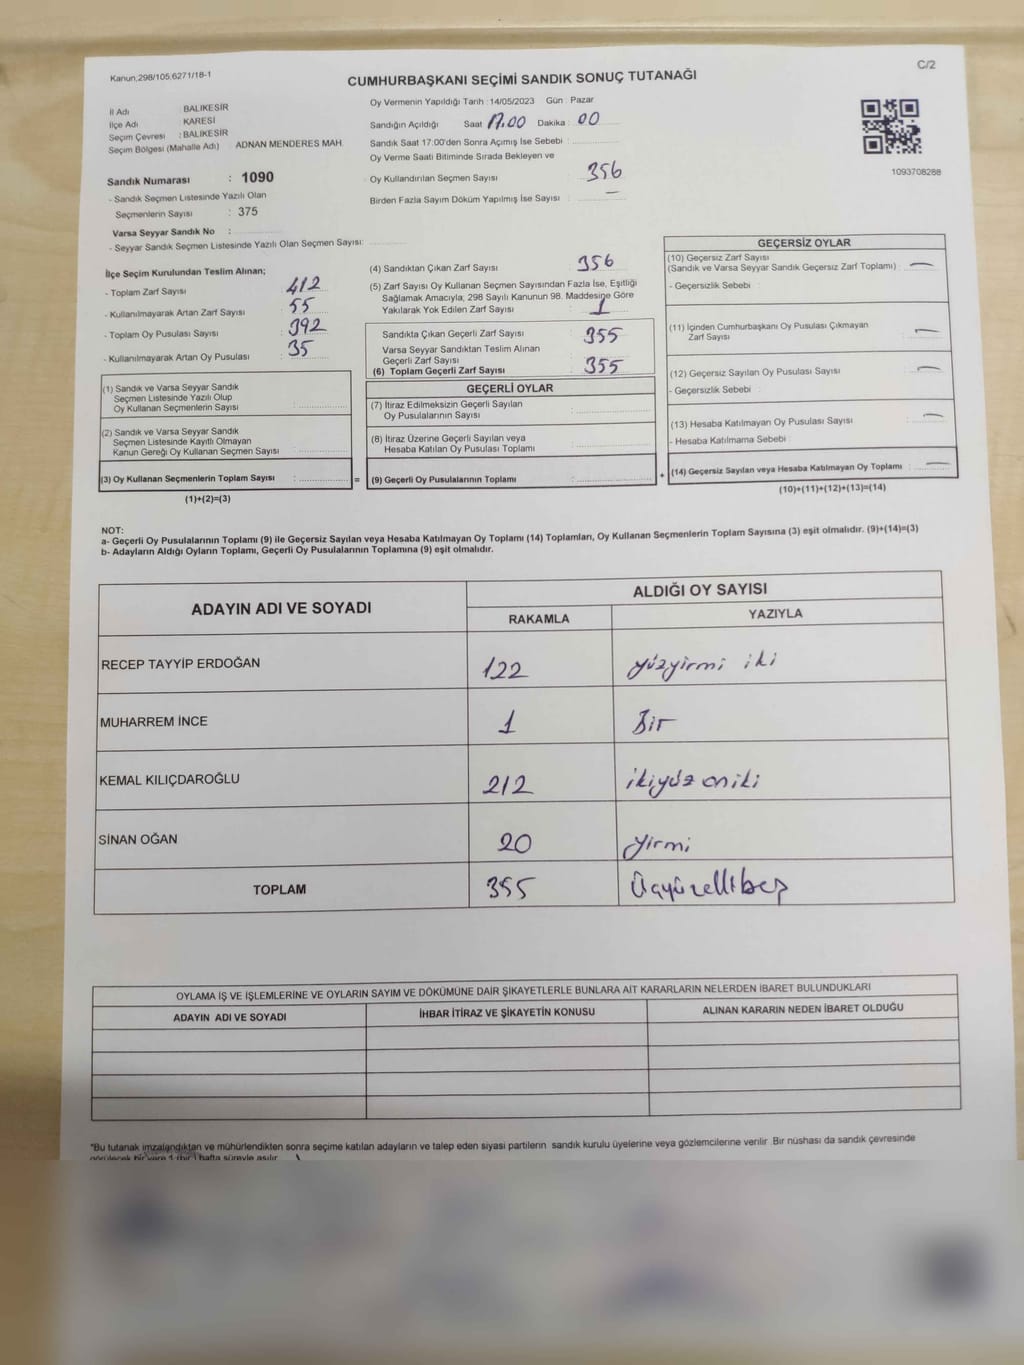 Kanun,298/105,6271/18-1
C/2
CUMHURBAŞKANI SEÇİMİ SANDIK SONUÇ TUTANAĞI
İl Adı BALIKESİR
İlçe Adı KARESİ
Seçim Çevresi : BALIKESİR
Seçim Bölgesi (Mahalle Adı) ADNAN MENDERES MAH.
Oy Vermenin Yapıldığı Tarih : 14/05/2023 Gün : Pazar
Sandığın Açıldığı Saat 17.00 Dakika : 00
Sandık Saat 17:00'den Sonra Açımış İse Sebebi :
Oy Verme Saati Bitiminde Sırada Bekleyen ve
Oy Kullandırılan Seçmen Sayısı 356
Birden Fazla Sayım Döküm Yapılmış İse Sayısı : —
1093708288
Sandık Numarası : 1090
- Sandık Seçmen Listesinde Yazılı Olan
Seçmenlerin Sayısı : 375
Varsa Seyyar Sandık No :
- Seyyar Sandık Seçmen Listesinde Yazılı Olan Seçmen Sayısı:
İlçe Seçim Kurulundan Teslim Alınan;
- Toplam Zarf Sayısı 412
- Kullanılmayarak Artan Zarf Sayısı 55
- Toplam Oy Pusulası Sayısı 392
- Kullanılmayarak Artan Oy Pusulası 35
(1) Sandık ve Varsa Seyyar Sandık
Seçmen Listesinde Yazılı Olup
Oy Kullanan Seçmenlerin Sayısı :
(2) Sandık ve Varsa Seyyar Sandık
Seçmen Listesinde Kayıtlı Olmayan
Kanun Gereği Oy Kullanan Seçmen Sayısı :
(3) Oy Kullanan Seçmenlerin Toplam Sayısı : =
(1)+(2)=(3)
(4) Sandıktan Çıkan Zarf Sayısı 356
(5) Zarf Sayısı Oy Kullanan Seçmen Sayısından Fazla İse, Eşitliği
Sağlamak Amacıyla, 298 Sayılı Kanunun 98. Maddesine Göre
Yakılarak Yok Edilen Zarf Sayısı : 1
Sandıkta Çıkan Geçerli Zarf Sayısı 355
Varsa Seyyar Sandıktan Teslim Alınan
Geçerli Zarf Sayısı
(6) Toplam Geçerli Zarf Sayısı : 355
GEÇERLİ OYLAR
(7) İtiraz Edilmeksizin Geçerli Sayılan
Oy Pusulalarının Sayısı :
(8) İtiraz Üzerine Geçerli Sayılan veya
Hesaba Katılan Oy Pusulası Toplamı :
(9) Geçerli Oy Pusulalarının Toplamı : +
GEÇERSİZ OYLAR
(10) Geçersiz Zarf Sayısı
(Sandık ve Varsa Seyyar Sandık Geçersiz Zarf Toplamı) : —
- Geçersizlik Sebebi :
(11) İçinden Cumhurbaşkanı Oy Pusulası Çıkmayan
Zarf Sayısı : —
(12) Geçersiz Sayılan Oy Pusulası Sayısı : —
- Geçersizlik Sebebi :
(13) Hesaba Katılmayan Oy Pusulası Sayısı : —
- Hesaba Katılmama Sebebi :
(14) Geçersiz Sayılan veya Hesaba Katılmayan Oy Toplamı : —
(10)+(11)+(12)+(13)=(14)
NOT:
a- Geçerli Oy Pusulalarının Toplamı (9) ile Geçersiz Sayılan veya Hesaba Katılmayan Oy Toplamı (14) Toplamları, Oy Kullanan Seçmenlerin Toplam Sayısına (3) eşit olmalıdır. (9)+(14)=(3)
b- Adayların Aldığı Oyların Toplamı, Geçerli Oy Pusulalarının Toplamına (9) eşit olmalıdır.
ADAYIN ADI VE SOYADI
ALDIĞI OY SAYISI
RAKAMLA YAZIYLA
RECEP TAYYİP ERDOĞAN 122 yüzyirmi iki
MUHARREM İNCE 1 Bir
KEMAL KILIÇDAROĞLU 212 ikiyüz oniki
SİNAN OĞAN 20 yirmi
TOPLAM 355 Üçyüzellibeş
OYLAMA İŞ VE İŞLEMLERİNE VE OYLARIN SAYIM VE DÖKÜMÜNE DAİR ŞİKAYETLERLE BUNLARA AİT KARARLARIN NELERDEN İBARET BULUNDUKLARI
ADAYIN ADI VE SOYADI İHBAR İTİRAZ VE ŞİKAYETİN KONUSU ALINAN KARARIN NEDEN İBARET OLDUĞU
*Bu tutanak imzalandıktan ve mühürlendikten sonra seçime katılan adayların ve talep eden siyasi partilerin sandık kurulu üyelerine veya gözlemcilerine verilir .Bir nüshası da sandık çevresinde
görülecek bir yere 1 (bir) hafta süreyle asılır.